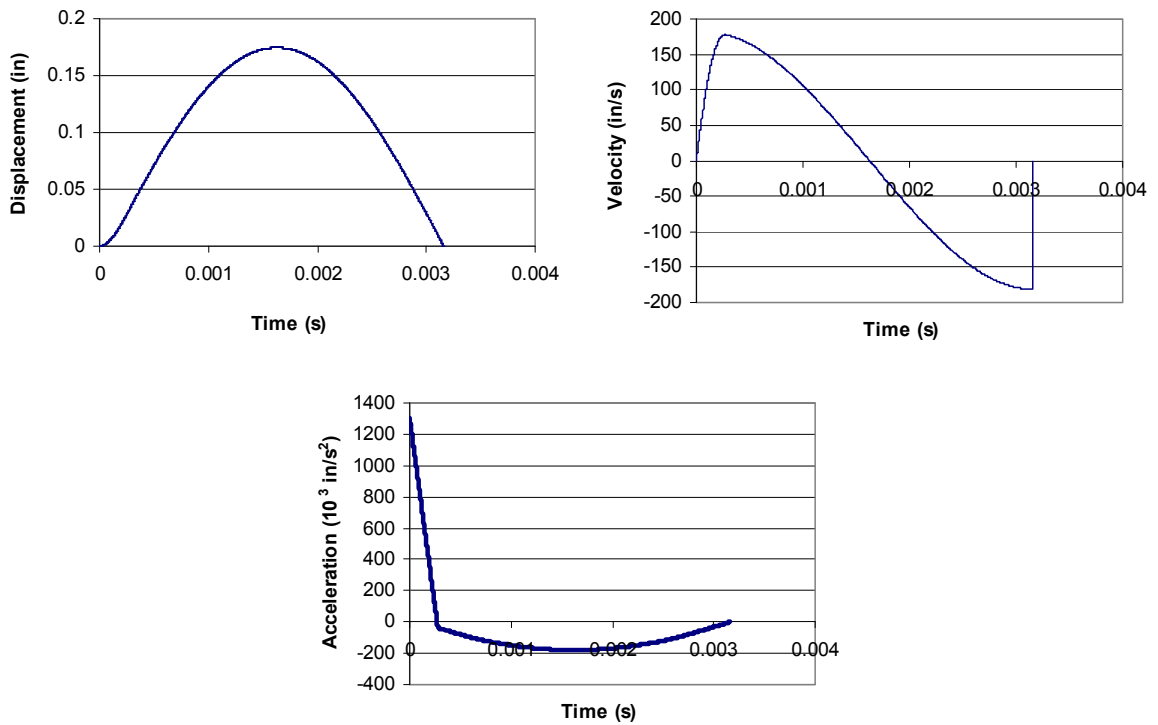 Displacement (in)
0.2
0.15
0.1
0.05
0
0 0.001 0.002 0.003 0.004
Time (s)
Velocity (in/s)
200
150
100
50
0
-50
-100
-150
-200
0 0.001 0.002 0.003 0.004
Time (s)
Acceleration (10³ in/s²)
1400
1200
1000
800
600
400
200
0
-200
-400
0 0.001 0.002 0.003 0.004
Time (s)